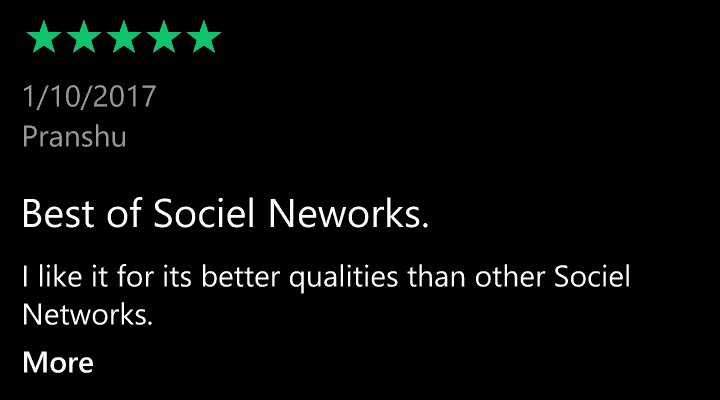 1/10/2017
Pranshu
Best of Sociel Neworks.
I like it for its better qualities than other Sociel
Networks.
More